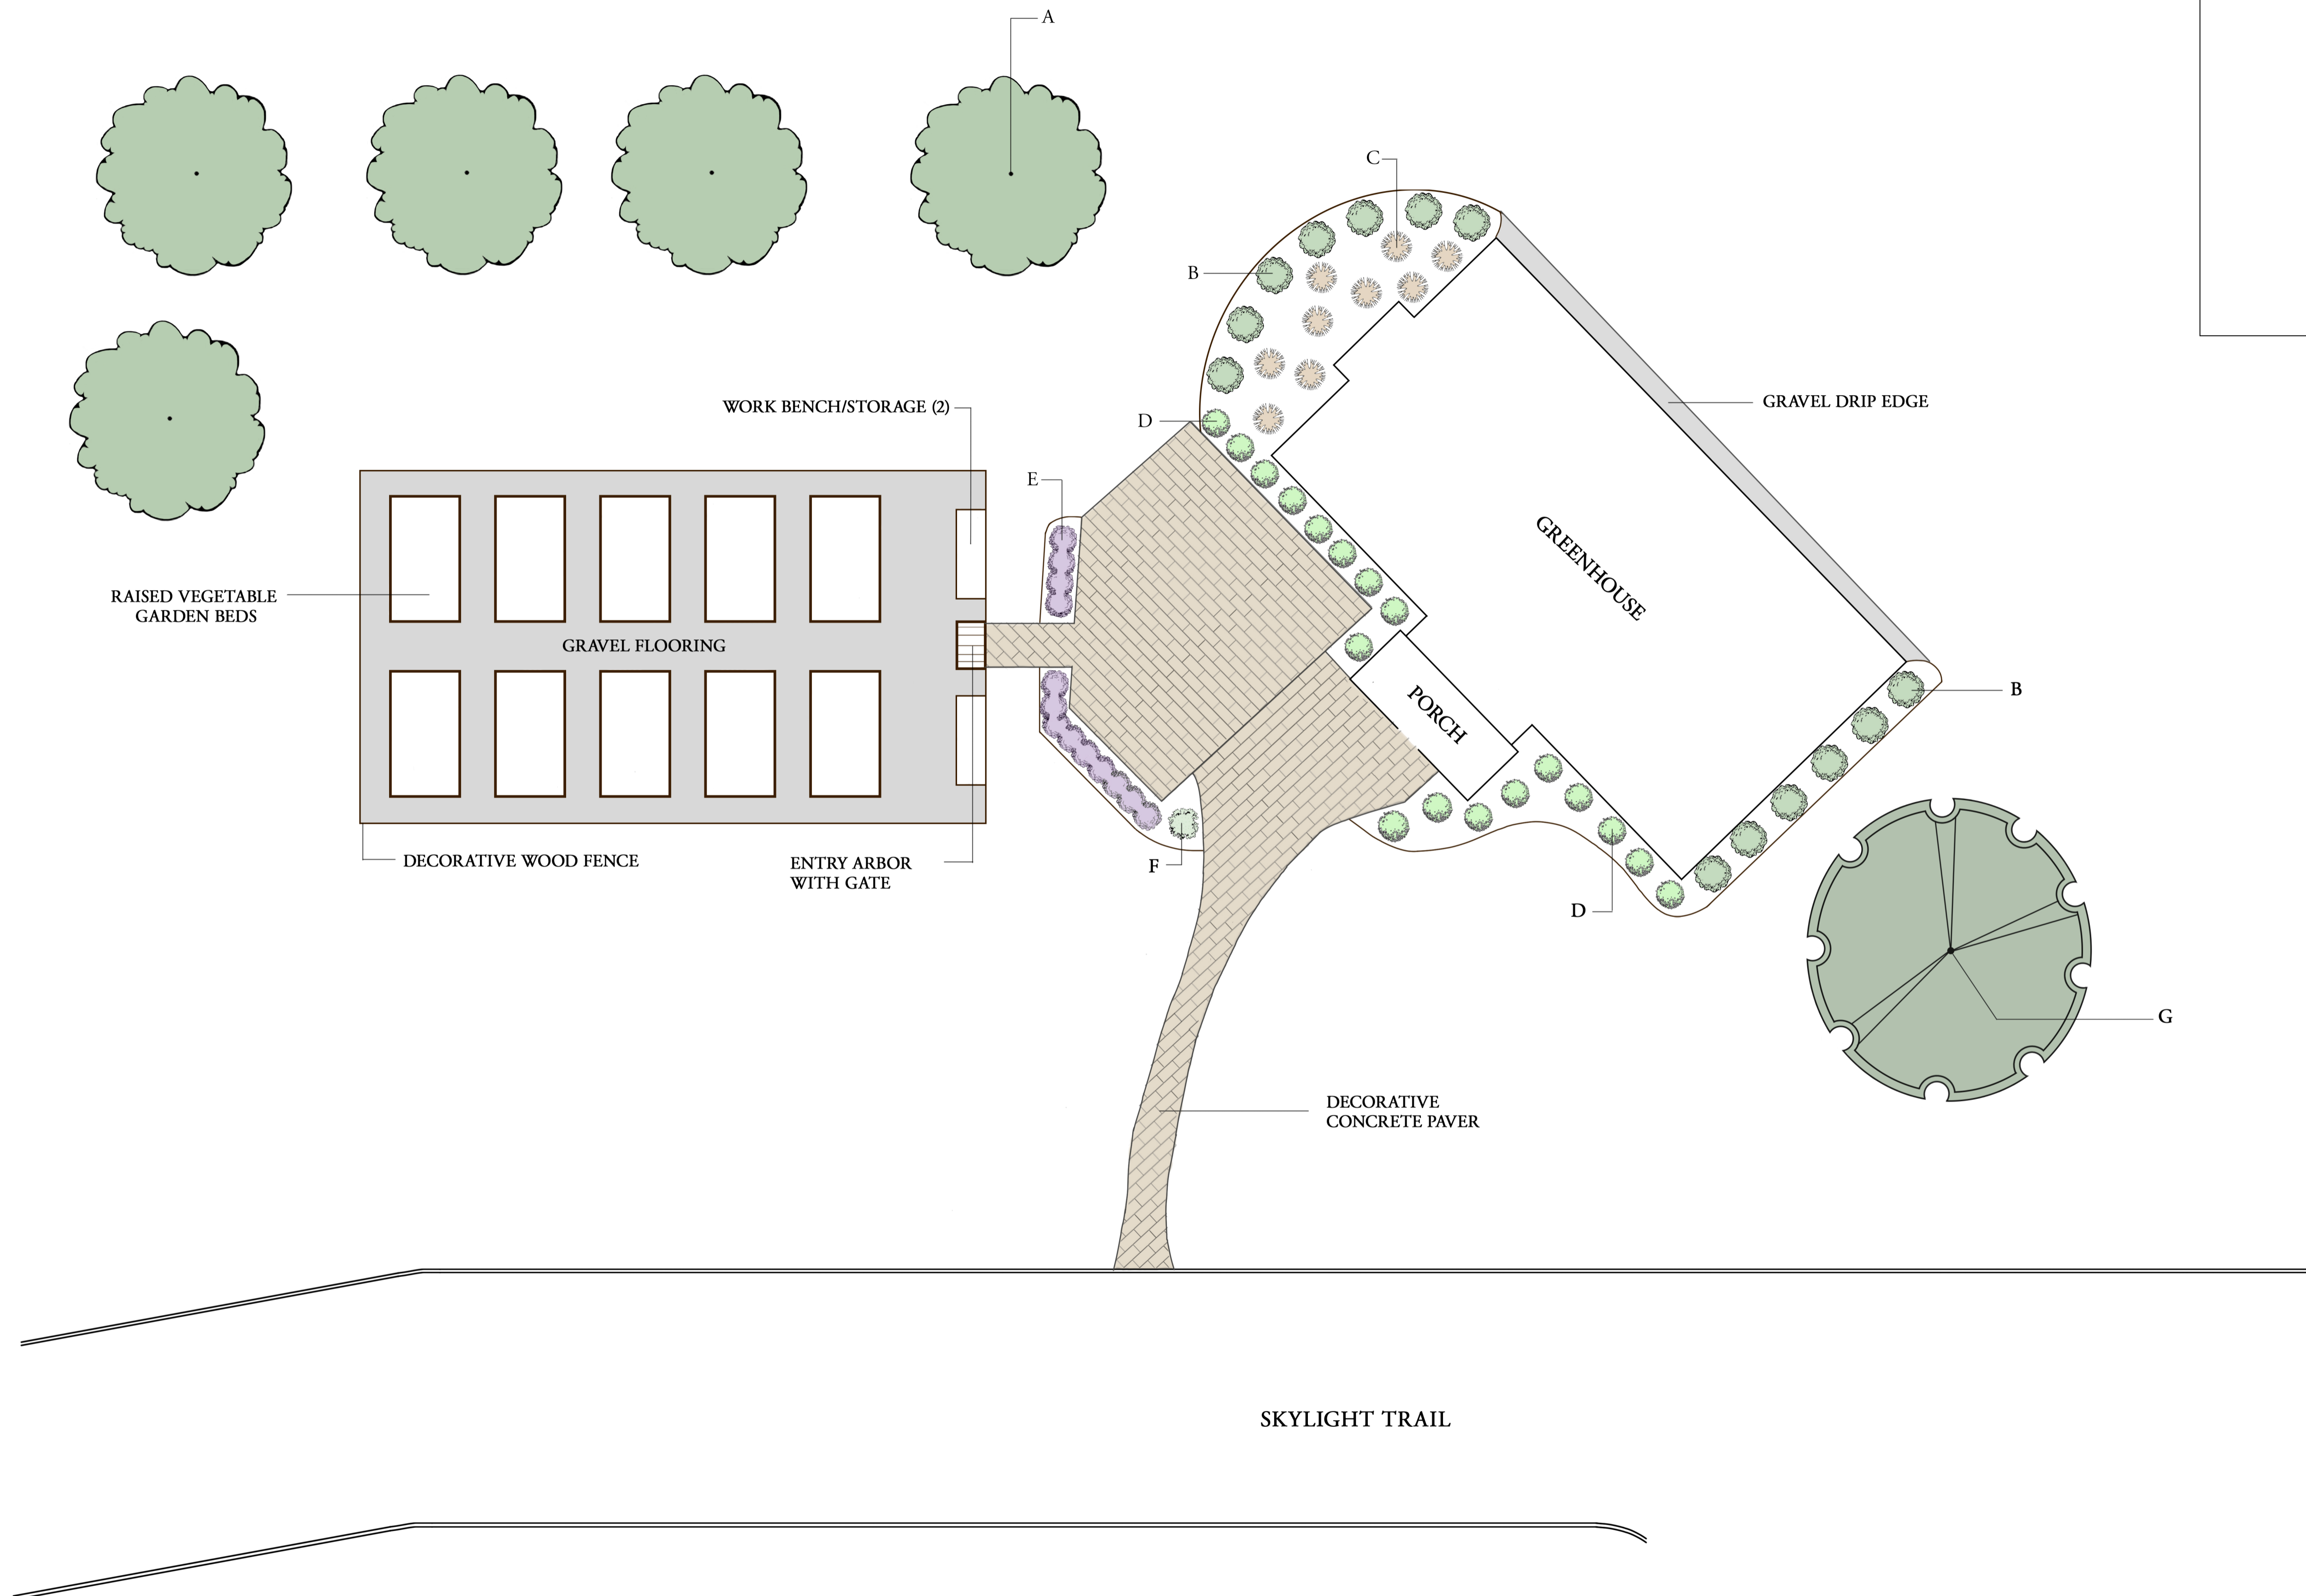 A
C
B
GRAVEL DRIP EDGE
WORK BENCH/STORAGE (2)
D
E
GREENHOUSE
RAISED VEGETABLE
GARDEN BEDS
GRAVEL FLOORING
B
PORCH
DECORATIVE WOOD FENCE
ENTRY ARBOR
WITH GATE
F
D
G
DECORATIVE
CONCRETE PAVER
SKYLIGHT TRAIL